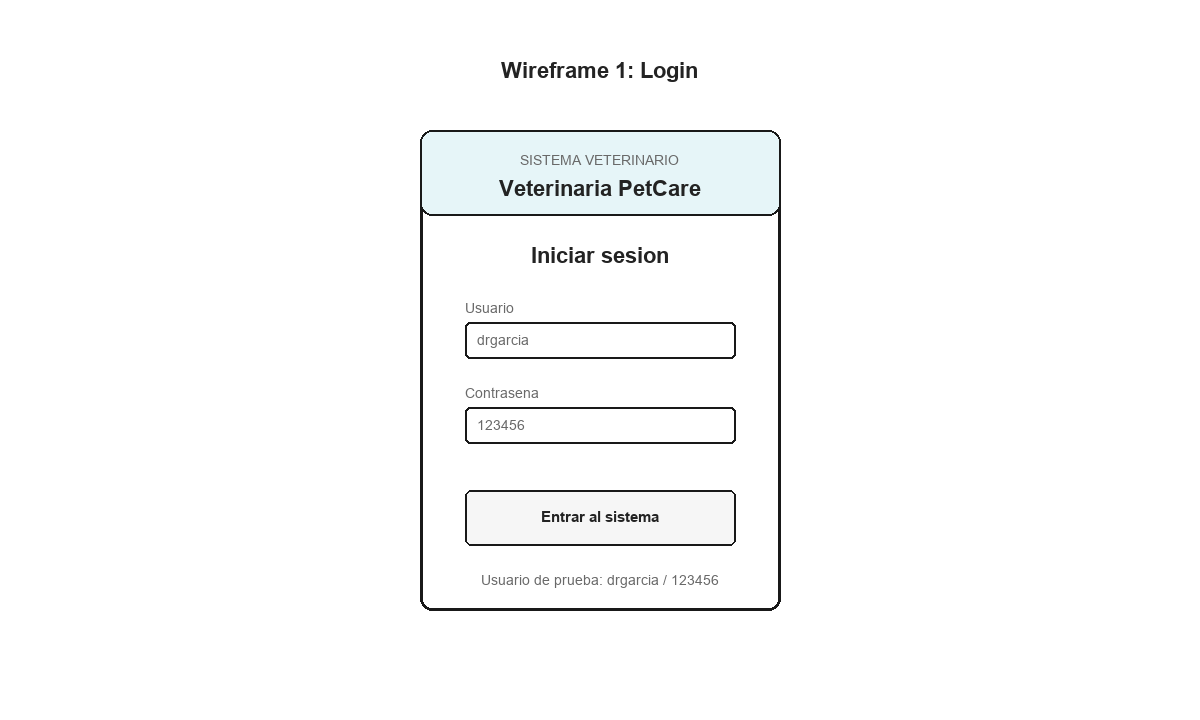 Wireframe 1: Login
SISTEMA VETERINARIO
Veterinaria PetCare
Iniciar sesion
Usuario
drgarcia
Contrasena
123456
Entrar al sistema
Usuario de prueba: drgarcia / 123456